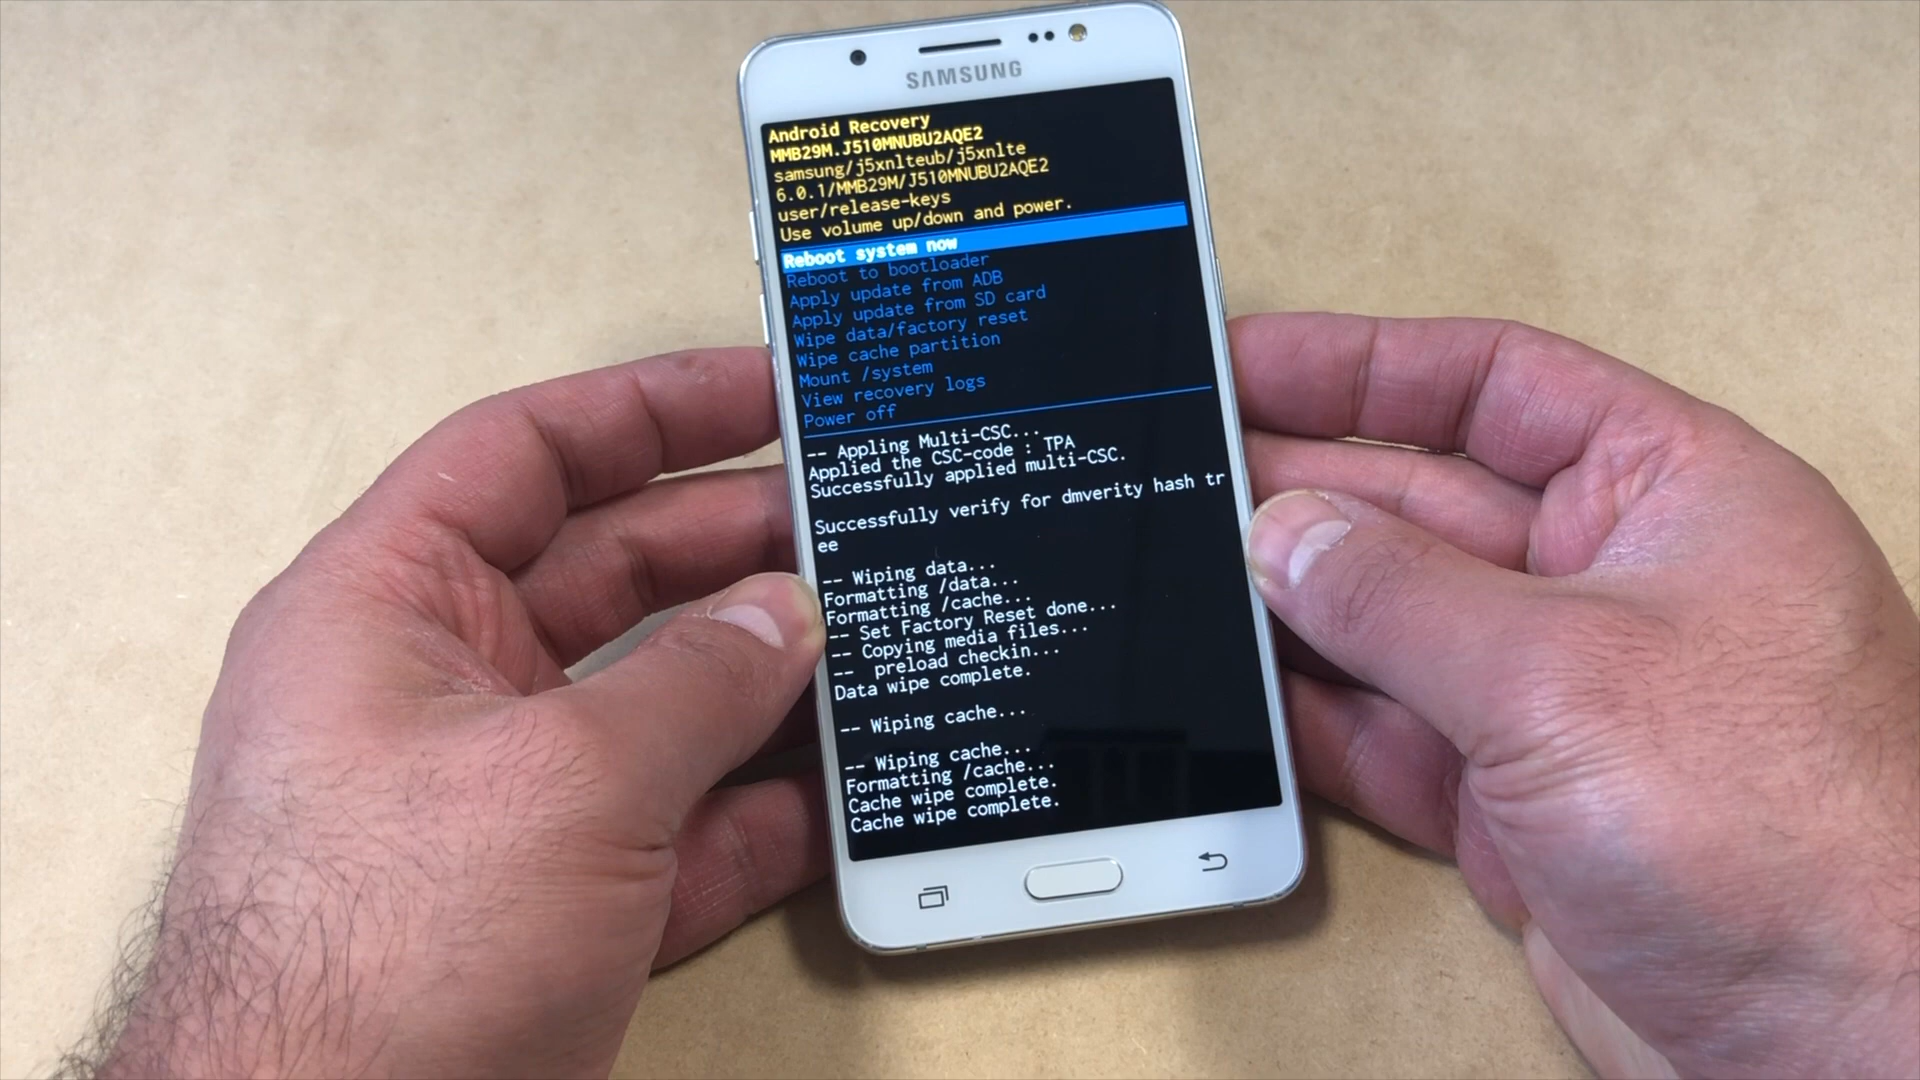 SAMSUNG
Android Recovery
MMB29M.J510MNUBU2AQE2
samsung/j5xnlteub/j5xnlte
6.0.1/MMB29M/J510MNUBU2AQE2
user/release-keys
Use volume up/down and power.
Reboot system now
Reboot to bootloader
Apply update from ADB
Apply update from SD card
Wipe data/factory reset
Wipe cache partition
Mount /system
View recovery logs
Power off
-- Appling Multi-CSC...
Applied the CSC-code : TPA
Successfully applied multi-CSC.
Successfully verify for dmverity hash tr
ee
-- Wiping data...
Formatting /data...
Formatting /cache...
-- Set Factory Reset done...
-- Copying media files...
--  preload checkin...
Data wipe complete.
-- Wiping cache...
-- Wiping cache...
Formatting /cache...
Cache wipe complete.
Cache wipe complete.